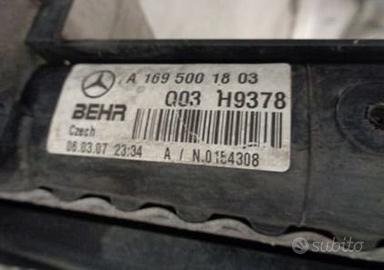 A 169 500 18 03
Q03 H9378
BEHR
Czech
06.03.07 23:34 A / N.0154308
subito